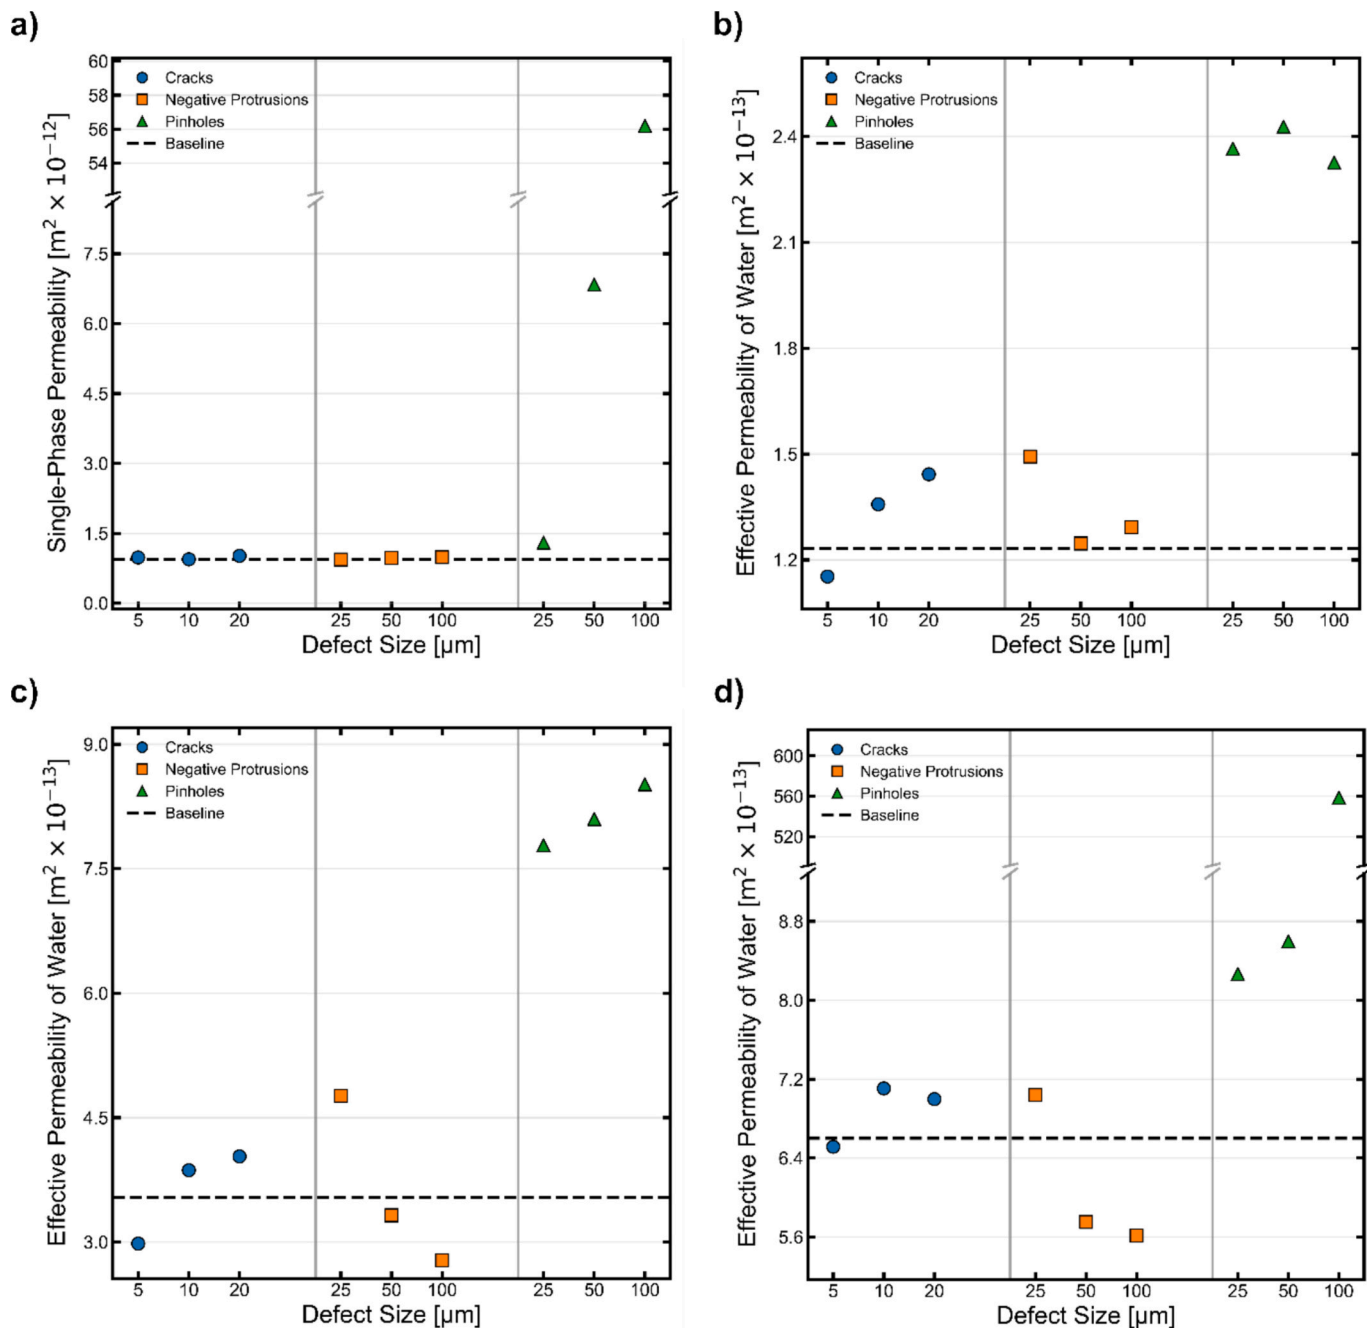 a)
Single-Phase Permeability [m² × 10⁻¹²]
60
58
56
54
7.5
6.0
4.5
3.0
1.5
0.0
Cracks
Negative Protrusions
Pinholes
Baseline
5 10 20 25 50 100 25 50 100
Defect Size [µm]
b)
Effective Permeability of Water [m² × 10⁻¹³]
2.4
2.1
1.8
1.5
1.2
Cracks
Negative Protrusions
Pinholes
Baseline
5 10 20 25 50 100 25 50 100
Defect Size [µm]
c)
Effective Permeability of Water [m² × 10⁻¹³]
9.0
7.5
6.0
4.5
3.0
Cracks
Negative Protrusions
Pinholes
Baseline
5 10 20 25 50 100 25 50 100
Defect Size [µm]
d)
Effective Permeability of Water [m² × 10⁻¹³]
600
560
520
8.8
8.0
7.2
6.4
5.6
Cracks
Negative Protrusions
Pinholes
Baseline
5 10 20 25 50 100 25 50 100
Defect Size [µm]